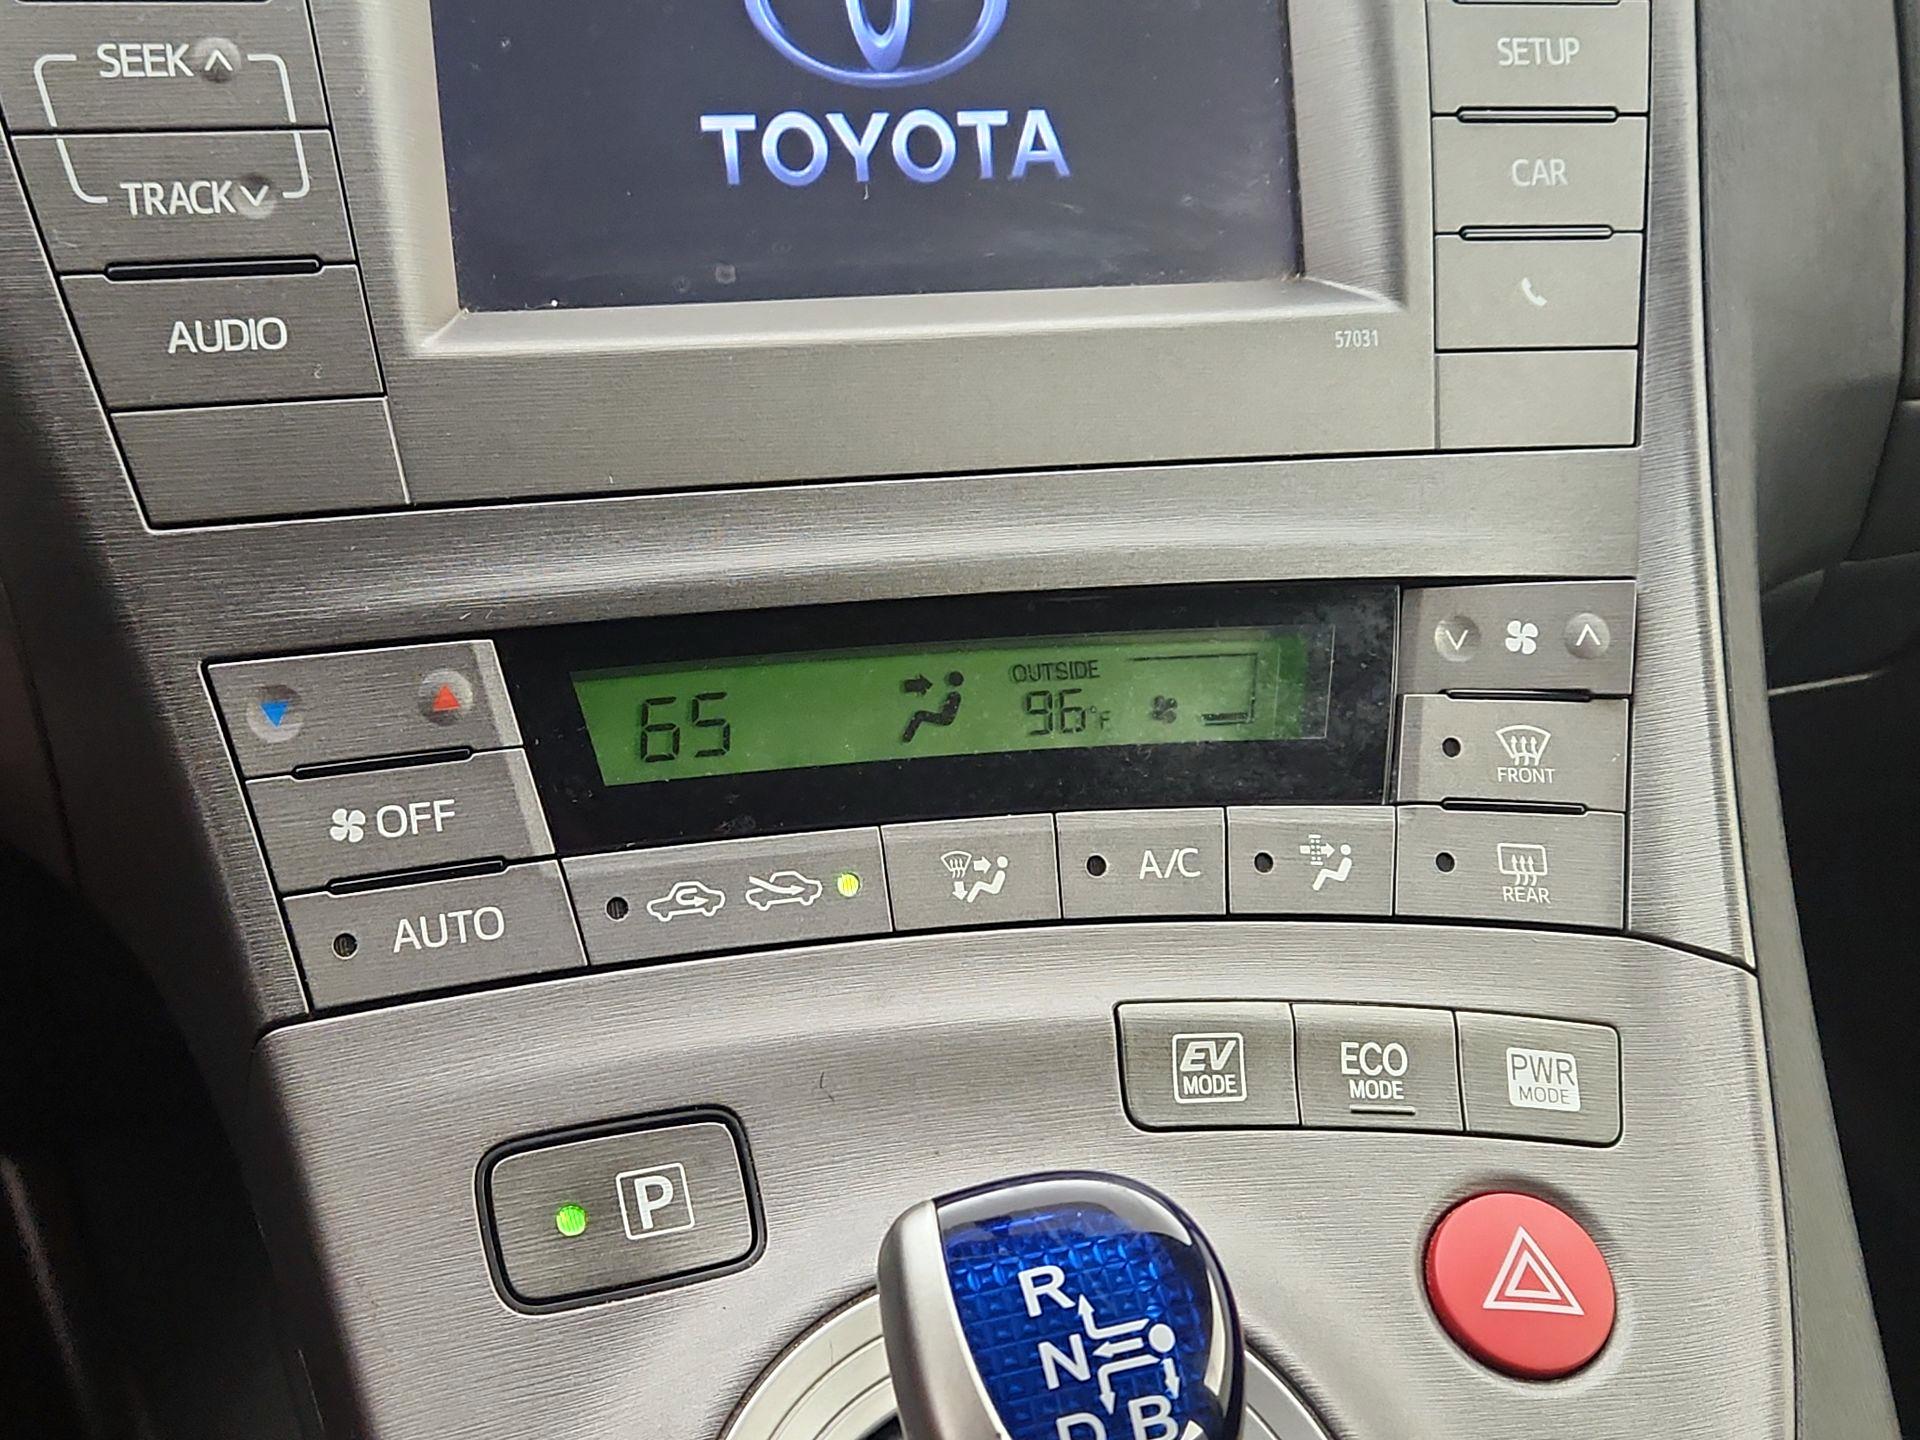 SEEK
TRACK
AUDIO
TOYOTA
57031
SETUP
CAR
65
OUTSIDE
96°F
FRONT
OFF
AUTO
A/C
REAR
EV
MODE
ECO
MODE
PWR
MODE
P
R
N
D
B